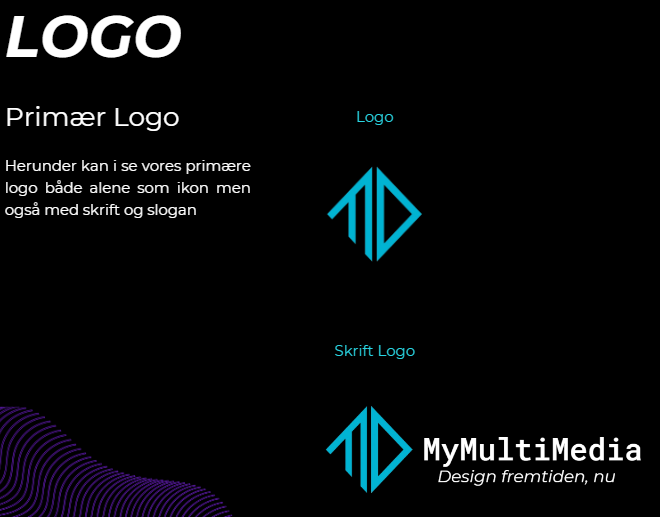 LOGO
Primær Logo
Herunder kan i se vores primære
logo både alene som ikon men
også med skrift og slogan
Logo
Skrift Logo
MyMultiMedia
Design fremtiden, nu